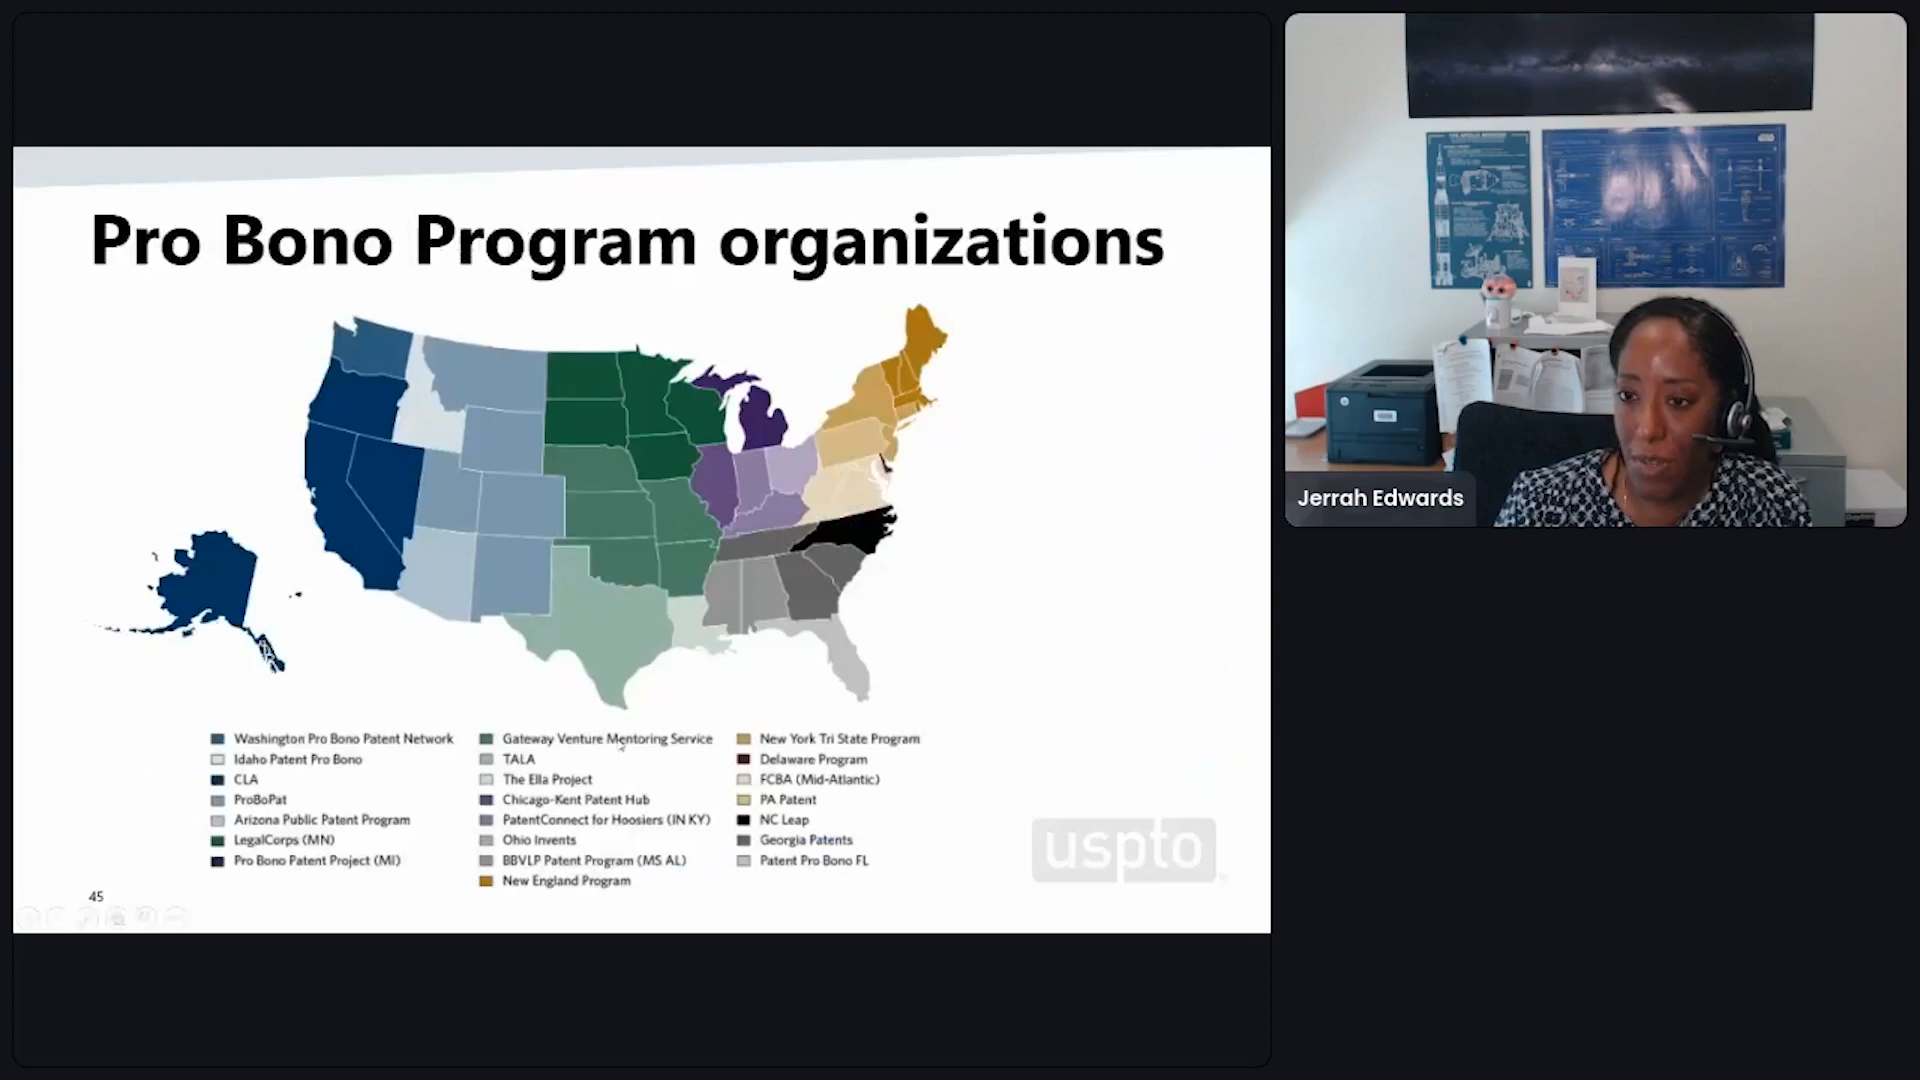 Pro Bono Program organizations
Washington Pro Bono Patent Network
Idaho Patent Pro Bono
CLA
ProBoPat
Arizona Public Patent Program
LegalCorps (MN)
Pro Bono Patent Project (MI)
Gateway Venture Mentoring Service
TALA
The Ella Project
Chicago-Kent Patent Hub
PatentConnect for Hoosiers (IN KY)
Ohio Invents
BBVLP Patent Program (MS AL)
New England Program
New York Tri State Program
Delaware Program
FCBA (Mid-Atlantic)
PA Patent
NC Leap
Georgia Patents
Patent Pro Bono FL
45
uspto
Jerrah Edwards